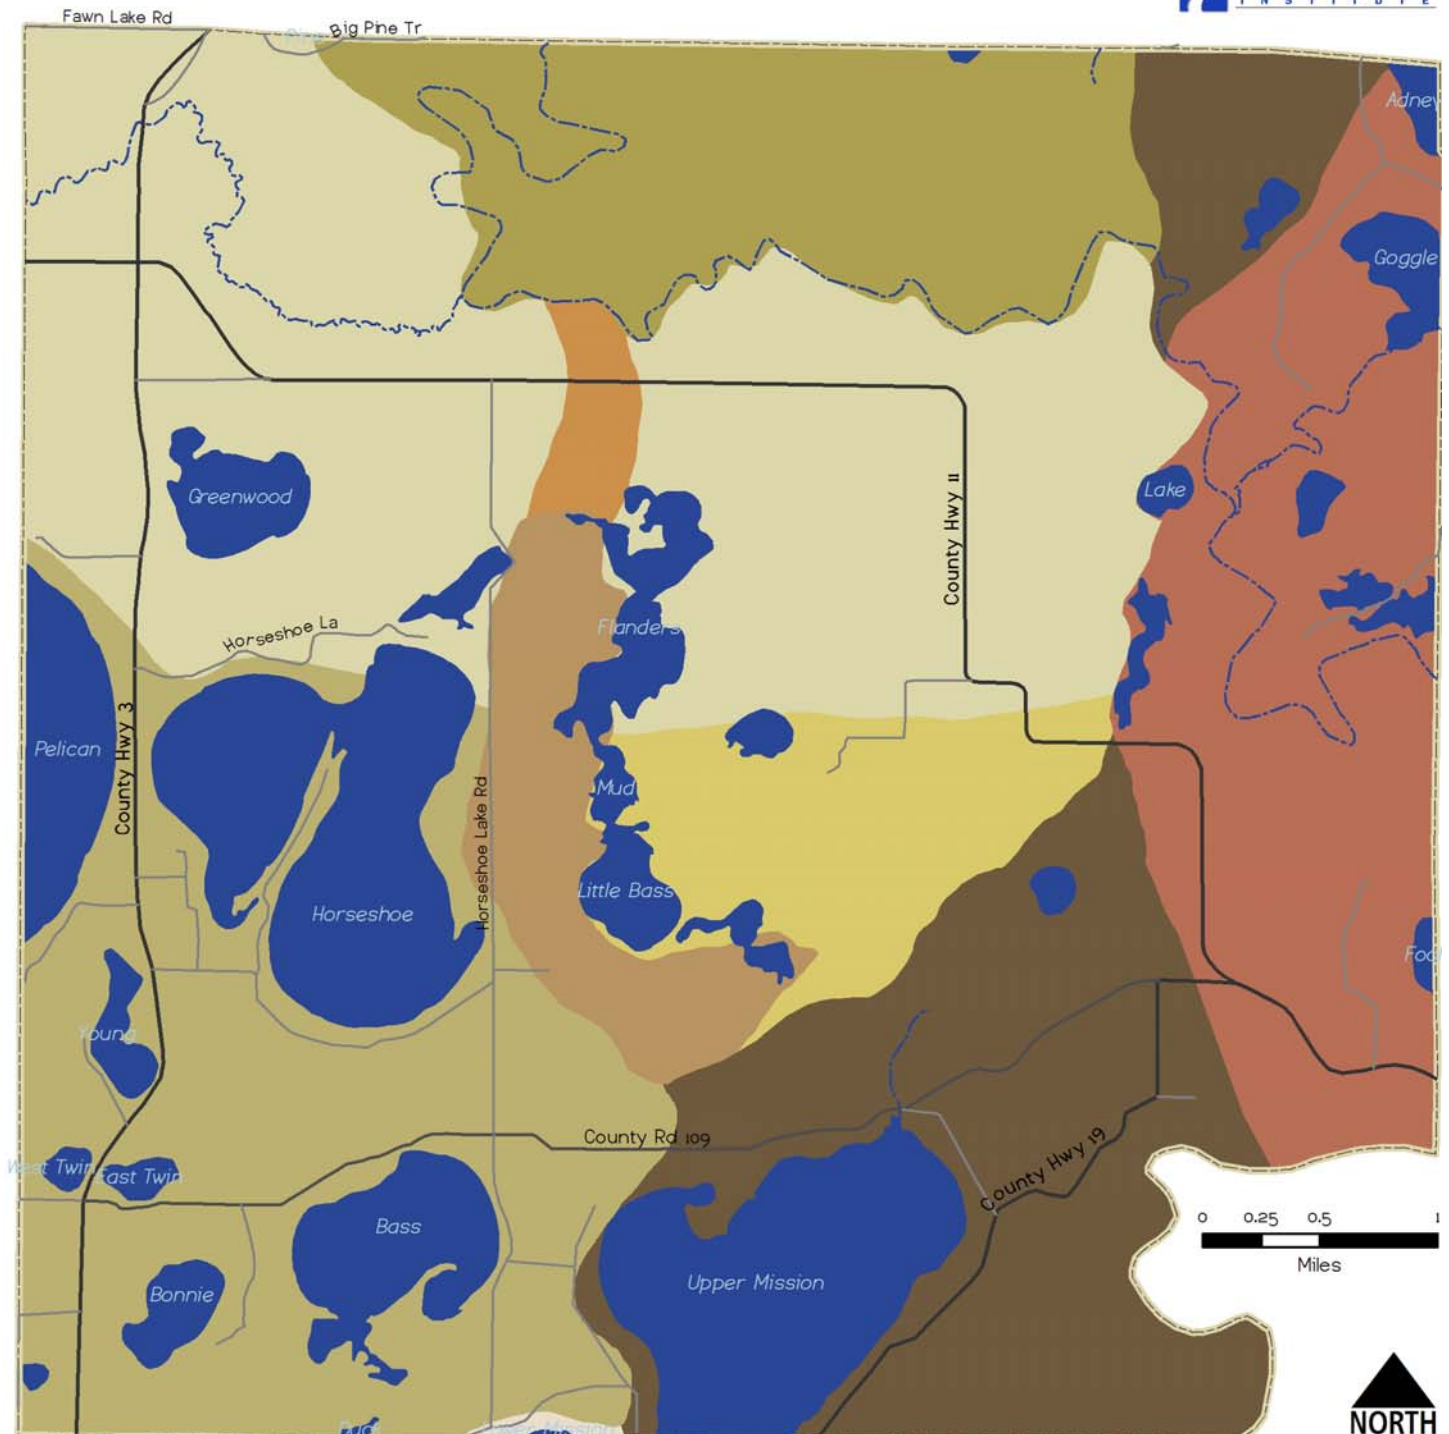 INSTITUTE
Fawn Lake Rd
Big Pine Tr
Adney
Goggle
Greenwood
Lake
County Hwy 11
Horseshoe La
Flanders
County Hwy 3
Pelican
Mud
Horseshoe Lake Rd
Little Bass
Horseshoe
Young
County Rd 109
County Hwy 19
West Twin
East Twin
Bass
0 0.25 0.5 1
Miles
Upper Mission
Bonnie
NORTH